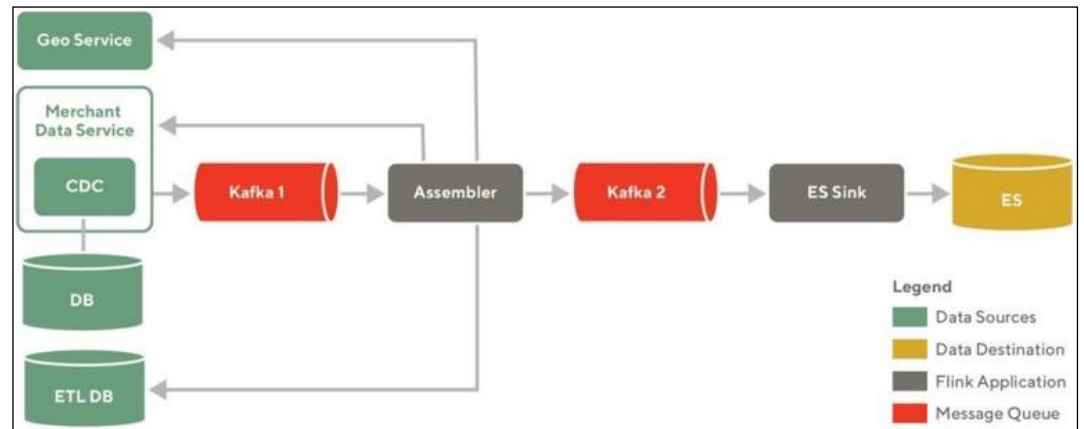 Geo Service
Merchant
Data Service
CDC
Kafka 1
Assembler
Kafka 2
ES Sink
ES
DB
ETL DB
Legend
Data Sources
Data Destination
Flink Application
Message Queue